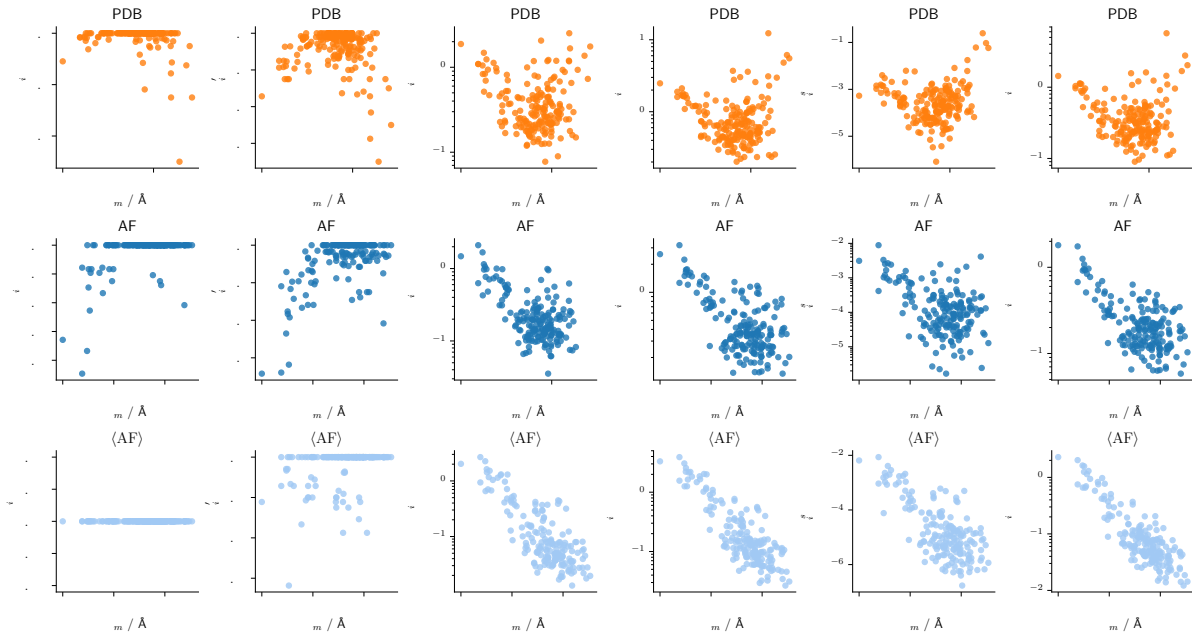 PDB PDB PDB PDB PDB PDB
i i′ i 0 −1 i 1 0 i s −1 −3 −5 i 0 −1
m / Å m / Å m / Å m / Å m / Å m / Å
AF AF AF AF AF AF
i i′ i 0 −1 i 0 i s −2 −3 −4 −5 i 0 −1
m / Å m / Å m / Å m / Å m / Å m / Å
⟨AF⟩ ⟨AF⟩ ⟨AF⟩ ⟨AF⟩ ⟨AF⟩ ⟨AF⟩
i i′ i 0 −1 i 0 −1 i s −2 −4 −6 i 0 −1 −2
m / Å m / Å m / Å m / Å m / Å m / Å